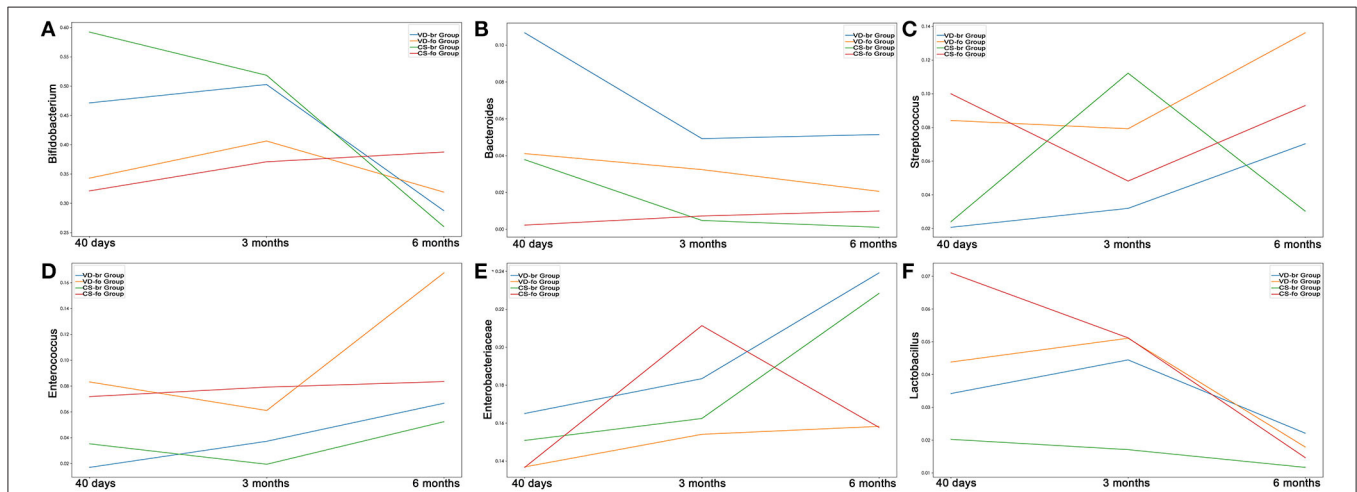 A
Bifidobacterium
0.60
0.55
0.50
0.45
0.40
0.35
0.30
0.25
40 days
3 months
6 months
VD-br Group
VD-fo Group
CS-br Group
CS-fo Group
B
Bacteroides
0.10
0.08
0.06
0.04
0.02
0.00
40 days
3 months
6 months
VD-br Group
VD-fo Group
CS-br Group
CS-fo Group
C
Streptococcus
0.14
0.12
0.10
0.08
0.06
0.04
0.02
40 days
3 months
6 months
VD-br Group
VD-fo Group
CS-br Group
CS-fo Group
D
Enterococcus
0.16
0.14
0.12
0.10
0.08
0.06
0.04
0.02
40 days
3 months
6 months
VD-br Group
VD-fo Group
CS-br Group
CS-fo Group
E
Enterobacteriaceae
0.24
0.22
0.20
0.18
0.16
0.14
40 days
3 months
6 months
VD-br Group
VD-fo Group
CS-br Group
CS-fo Group
F
Lactobacillus
0.07
0.06
0.05
0.04
0.03
0.02
0.01
40 days
3 months
6 months
VD-br Group
VD-fo Group
CS-br Group
CS-fo Group